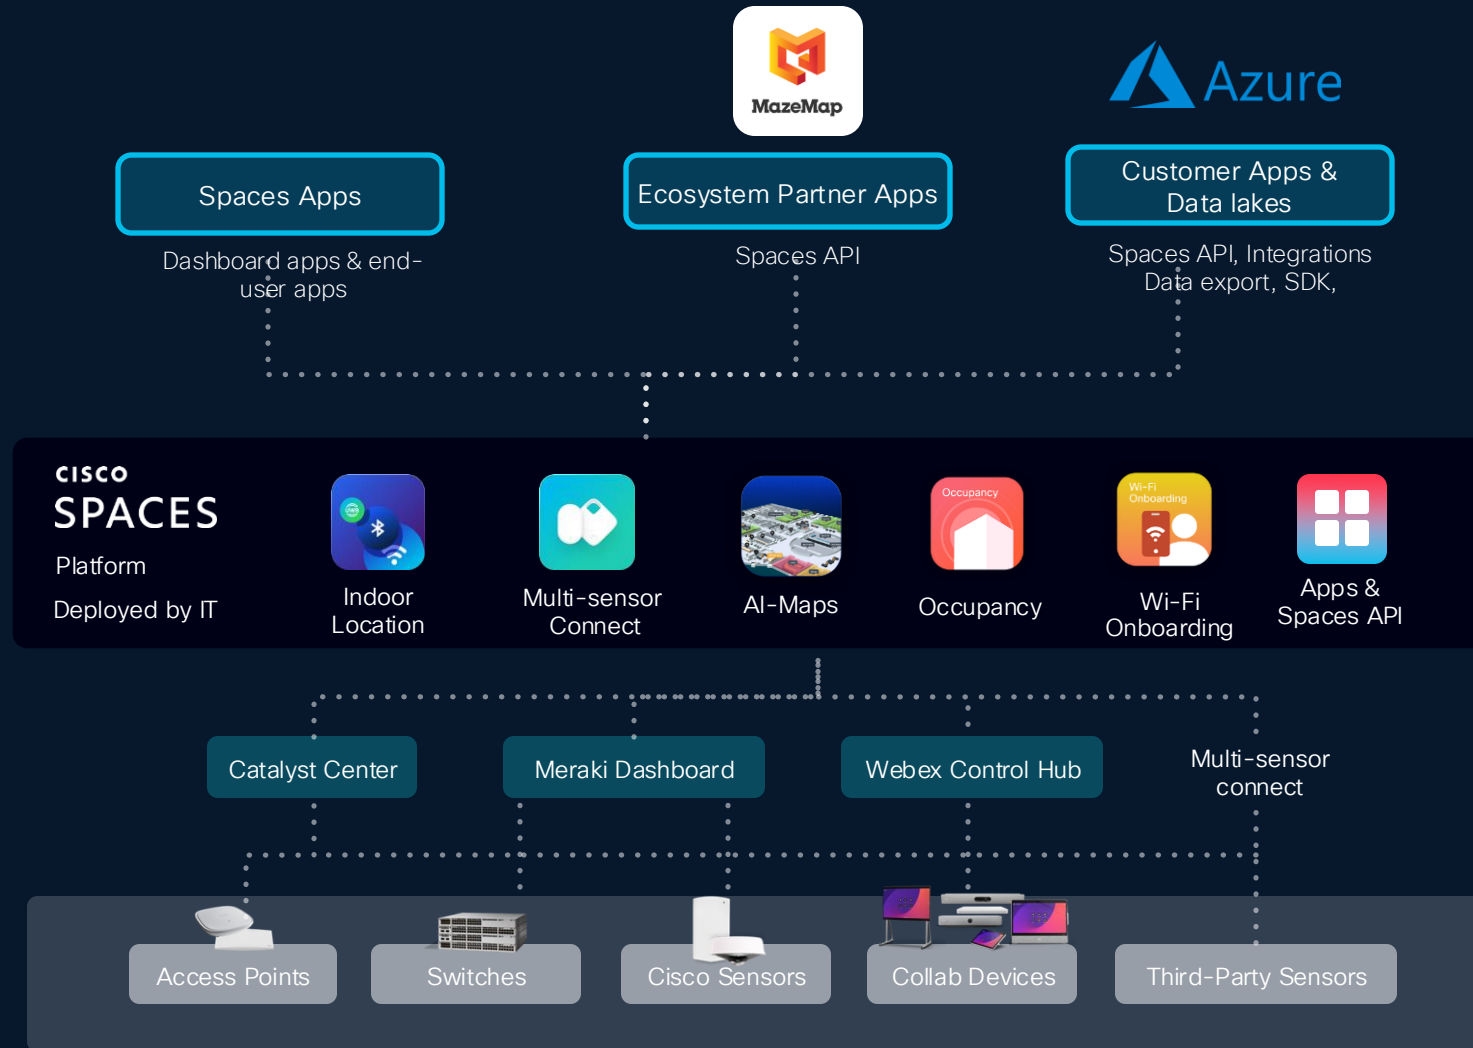 MazeMap
Azure
Spaces Apps
Ecosystem Partner Apps
Customer Apps &
Data lakes
Dashboard apps & end-
user apps
Spaces API
Spaces API, Integrations
Data export, SDK,
CISCO
SPACES
Platform
Deployed by IT
Indoor
Location
Multi-sensor
Connect
AI-Maps
Occupancy
Occupancy
Wi-Fi
Onboarding
Wi-Fi
Onboarding
Apps &
Spaces API
Catalyst Center
Meraki Dashboard
Webex Control Hub
Multi-sensor
connect
Access Points
Switches
Cisco Sensors
Collab Devices
Third-Party Sensors